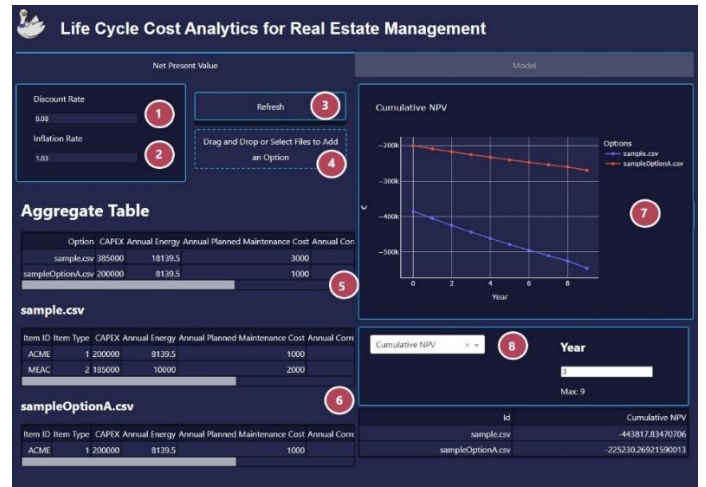 Life Cycle Cost Analytics for Real Estate Management
Net Present Value
Model
Discount Rate
0.08
1
Inflation Rate
1.03
2
Refresh
3
Drag and Drop or Select Files to Add
an Option
4
Aggregate Table
Option CAPEX Annual Energy Annual Planned Maintenance Cost Annual Corr
sample.csv 385000 18139.5 3000
sampleOptionA.csv 200000 8139.5 1000
5
sample.csv
Item ID Item Type CAPEX Annual Energy Annual Planned Maintenance Cost Annual Corre
ACME 1 200000 8139.5 1000
MEAC 2 185000 10000 2000
6
sampleOptionA.csv
Item ID Item Type CAPEX Annual Energy Annual Planned Maintenance Cost Annual Corre
ACME 1 200000 8139.5 1000
Cumulative NPV
−200k
−300k
−400k
−500k
0 2 4 6 8
Year
Options
sample.csv
sampleOptionA.csv
7
Cumulative NPV × 
8
Year
3
Max: 9
Id Cumulative NPV
sample.csv -443817.83470706
sampleOptionA.csv -225230.26921590013